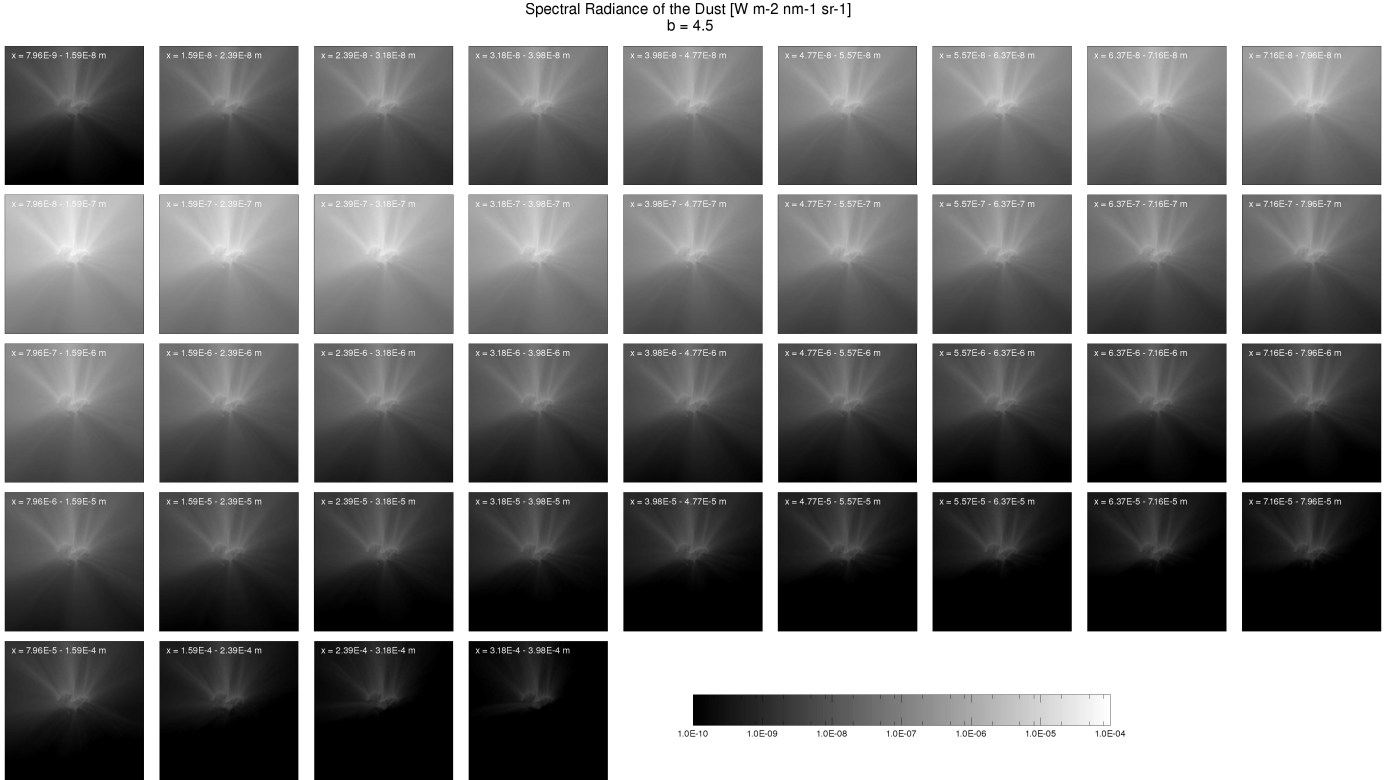 Spectral Radiance of the Dust [W m-2 nm-1 sr-1]
b = 4.5
x = 7.96E-9 - 1.59E-8 m
x = 1.59E-8 - 2.39E-8 m
x = 2.39E-8 - 3.18E-8 m
x = 3.18E-8 - 3.98E-8 m
x = 3.98E-8 - 4.77E-8 m
x = 4.77E-8 - 5.57E-8 m
x = 5.57E-8 - 6.37E-8 m
x = 6.37E-8 - 7.16E-8 m
x = 7.16E-8 - 7.96E-8 m
x = 7.96E-8 - 1.59E-7 m
x = 1.59E-7 - 2.39E-7 m
x = 2.39E-7 - 3.18E-7 m
x = 3.18E-7 - 3.98E-7 m
x = 3.98E-7 - 4.77E-7 m
x = 4.77E-7 - 5.57E-7 m
x = 5.57E-7 - 6.37E-7 m
x = 6.37E-7 - 7.16E-7 m
x = 7.16E-7 - 7.96E-7 m
x = 7.96E-7 - 1.59E-6 m
x = 1.59E-6 - 2.39E-6 m
x = 2.39E-6 - 3.18E-6 m
x = 3.18E-6 - 3.98E-6 m
x = 3.98E-6 - 4.77E-6 m
x = 4.77E-6 - 5.57E-6 m
x = 5.57E-6 - 6.37E-6 m
x = 6.37E-6 - 7.16E-6 m
x = 7.16E-6 - 7.96E-6 m
x = 7.96E-6 - 1.59E-5 m
x = 1.59E-5 - 2.39E-5 m
x = 2.39E-5 - 3.18E-5 m
x = 3.18E-5 - 3.98E-5 m
x = 3.98E-5 - 4.77E-5 m
x = 4.77E-5 - 5.57E-5 m
x = 5.57E-5 - 6.37E-5 m
x = 6.37E-5 - 7.16E-5 m
x = 7.16E-5 - 7.96E-5 m
x = 7.96E-5 - 1.59E-4 m
x = 1.59E-4 - 2.39E-4 m
x = 2.39E-4 - 3.18E-4 m
x = 3.18E-4 - 3.98E-4 m
1.0E-10 1.0E-09 1.0E-08 1.0E-07 1.0E-06 1.0E-05 1.0E-04